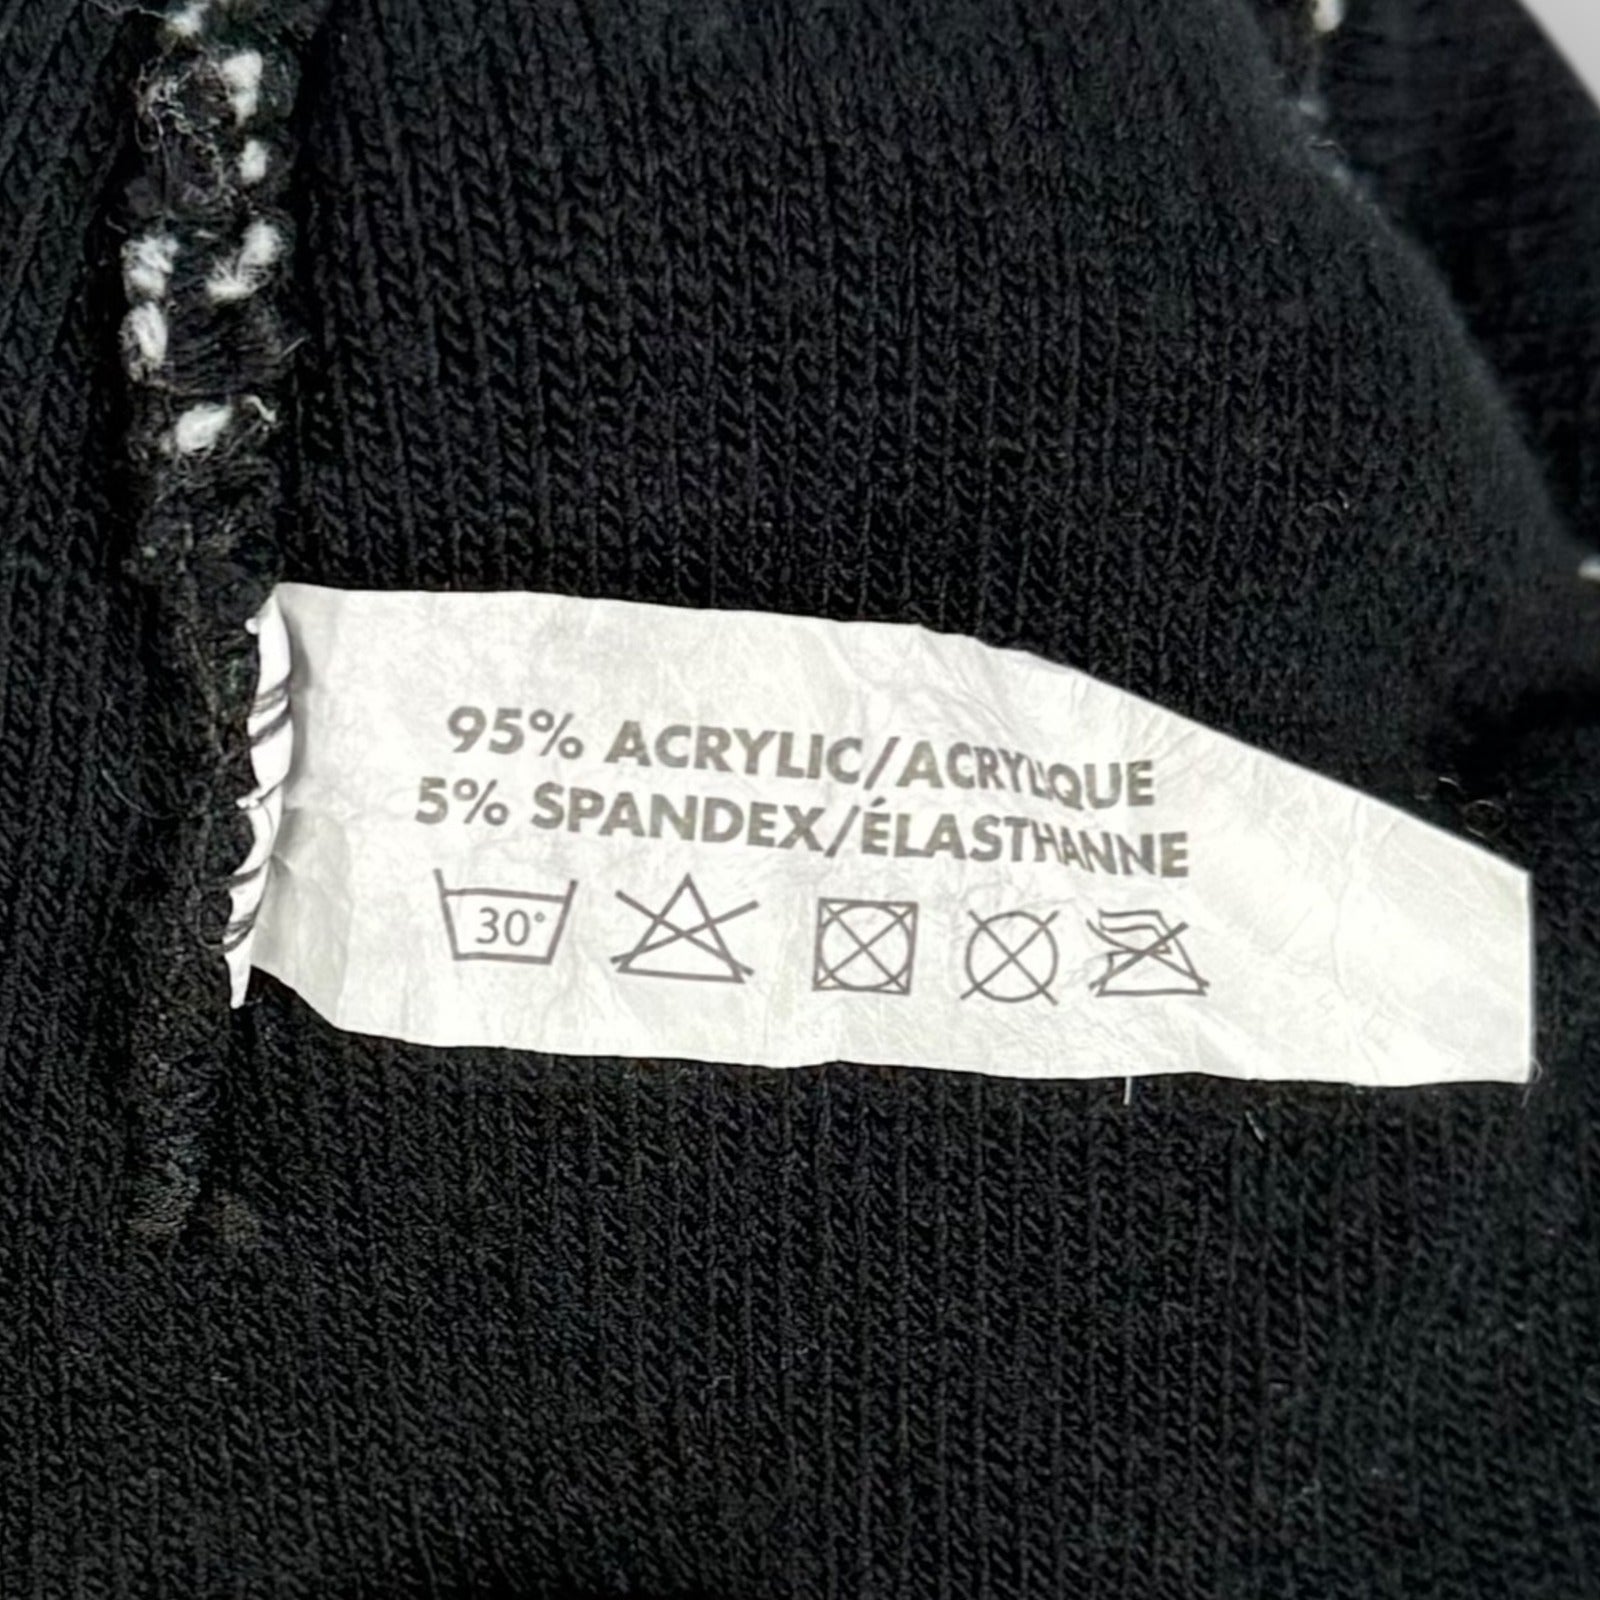 95% ACRYLIC/ACRYLIQUE
5% SPANDEX/ÉLASTHANNE
30°